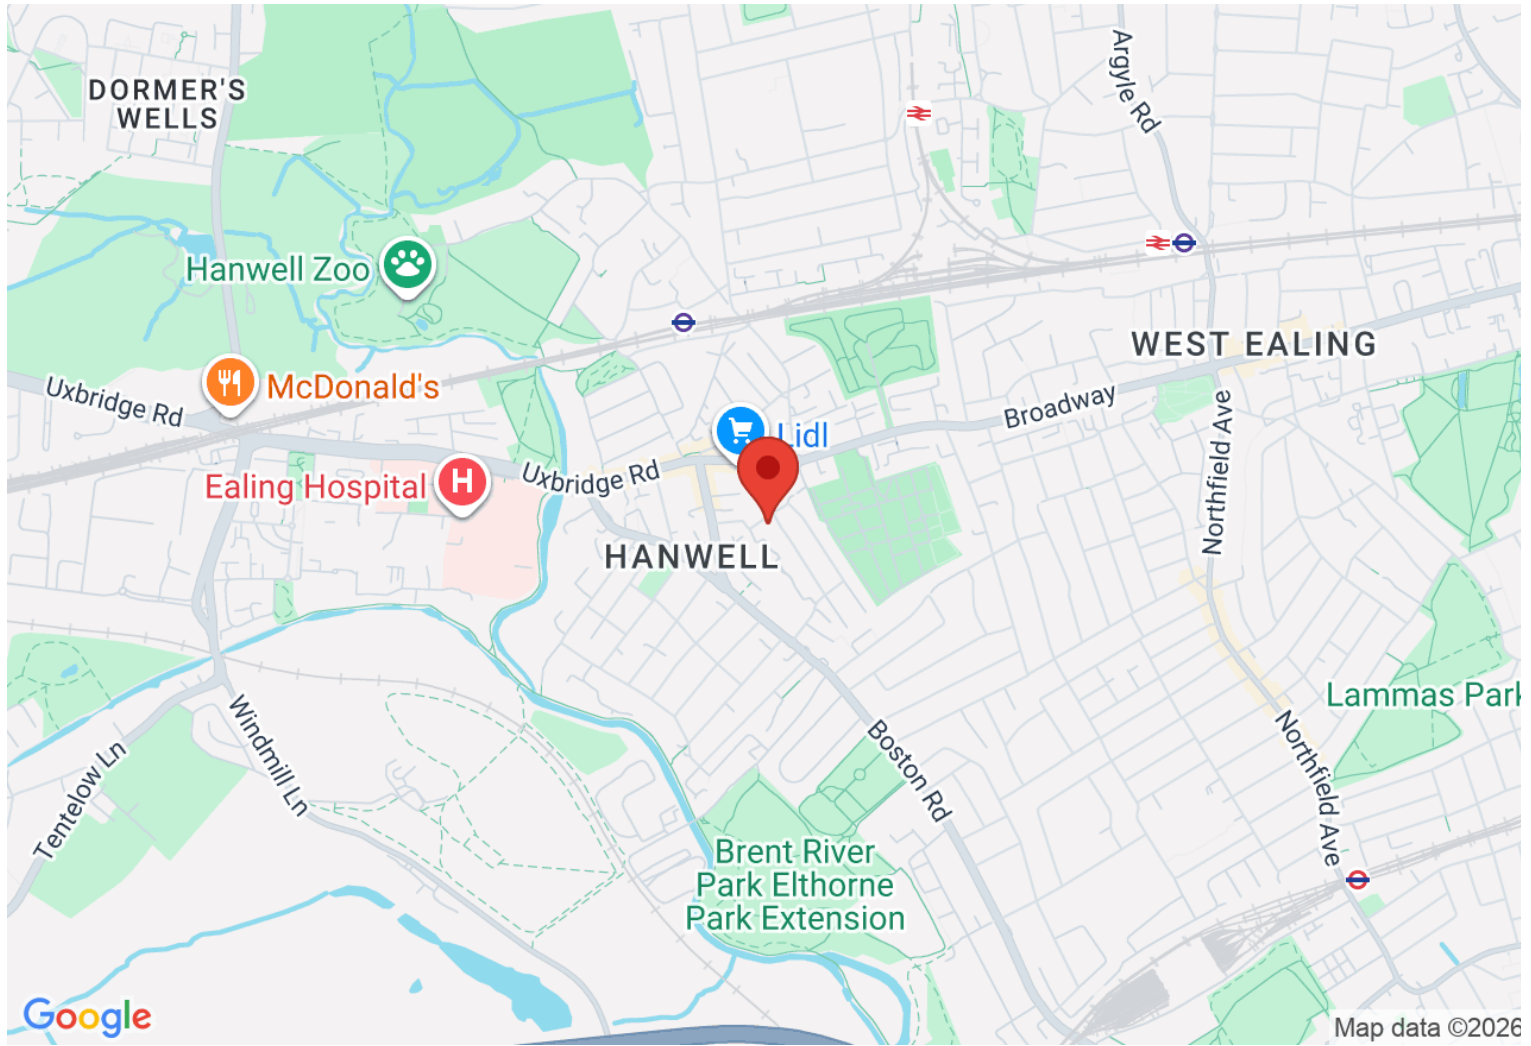 DORMER'S
WELLS
Argyle Rd
Hanwell Zoo
WEST EALING
McDonald's
Uxbridge Rd
Broadway
Northfield Ave
Lidl
Uxbridge Rd
Ealing Hospital
H
HANWELL
Lammas Park
Windmill Ln
Tentelow Ln
Boston Rd
Northfield Ave
Brent River
Park Elthorne
Park Extension
Google
Map data ©2026